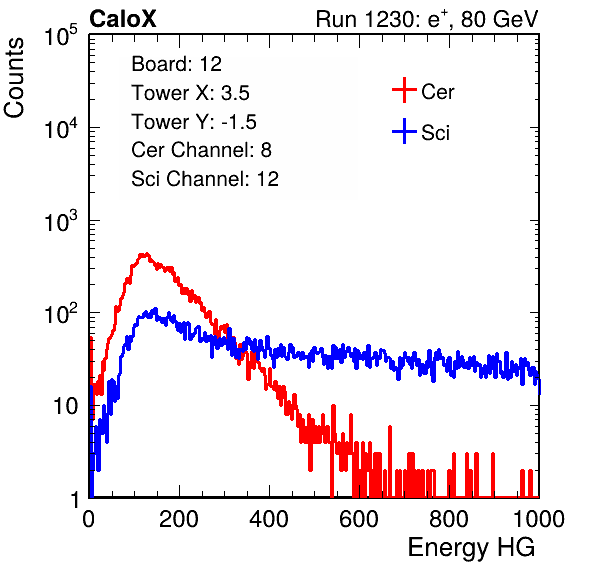 CaloX Run 1230: e⁺, 80 GeV
Counts
Board: 12
Tower X: 3.5
Tower Y: -1.5
Cer Channel: 8
Sci Channel: 12
Cer
Sci
10⁵
10⁴
10³
10²
10
1
0 200 400 600 800 1000
Energy HG